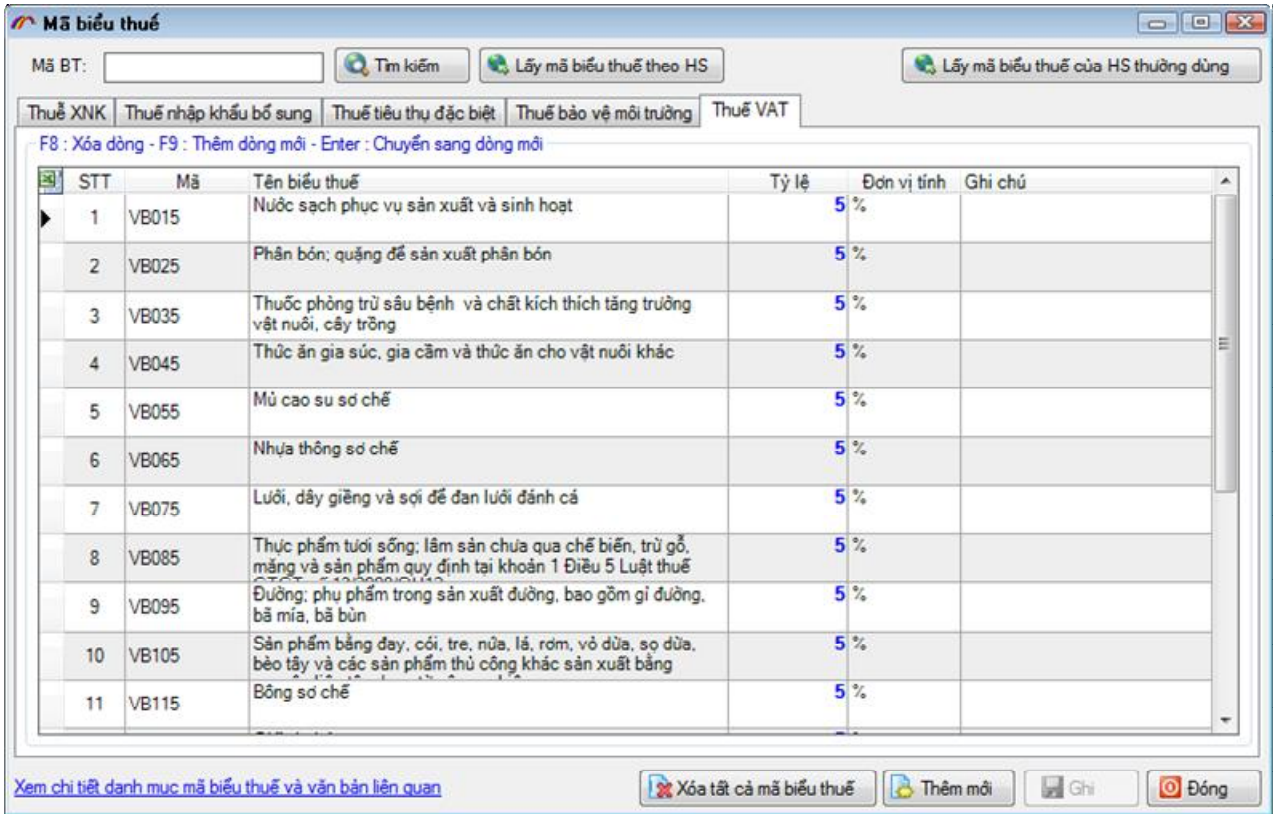 Mã biểu thuế
Mã BT: Tìm kiếm Lấy mã biểu thuế theo HS Lấy mã biểu thuế của HS thường dùng
Thuế XNK Thuế nhập khẩu bổ sung Thuế tiêu thụ đặc biệt Thuế bảo vệ môi trường Thuế VAT
F8 : Xóa dòng - F9 : Thêm dòng mới - Enter : Chuyển sang dòng mới
STT Mã Tên biểu thuế Tỷ lệ Đơn vị tính Ghi chú
1 VB015 Nước sạch phục vụ sản xuất và sinh hoạt 5 %
2 VB025 Phân bón; quặng để sản xuất phân bón 5 %
3 VB035 Thuốc phòng trừ sâu bệnh và chất kích thích tăng trưởng 5 %
vật nuôi, cây trồng
4 VB045 Thức ăn gia súc, gia cầm và thức ăn cho vật nuôi khác 5 %
5 VB055 Mủ cao su sơ chế 5 %
6 VB065 Nhựa thông sơ chế 5 %
7 VB075 Lưới, dây giềng và sợi để đan lưới đánh cá 5 %
8 VB085 Thực phẩm tươi sống; lâm sản chưa qua chế biến, trừ gỗ, 5 %
măng và sản phẩm quy định tại khoản 1 Điều 5 Luật thuế
9 VB095 Đường; phụ phẩm trong sản xuất đường, bao gồm gỉ đường, 5 %
bã mía, bã bùn
10 VB105 Sản phẩm bằng đay, cói, tre, nứa, lá, rơm, vỏ dừa, sọ dừa, 5 %
bèo tây và các sản phẩm thủ công khác sản xuất bằng
11 VB115 Bông sơ chế 5 %
Xem chi tiết danh mục mã biểu thuế và văn bản liên quan Xóa tất cả mã biểu thuế Thêm mới Ghi Đóng